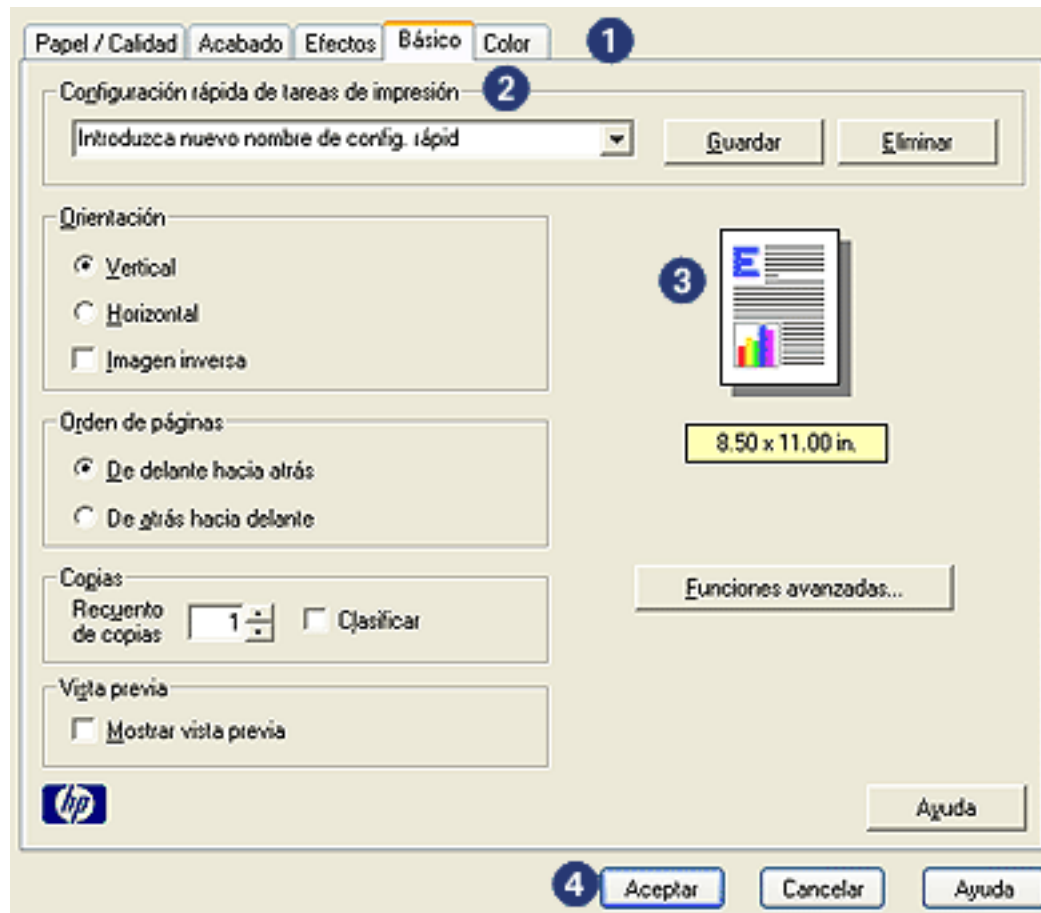 Papel / Calidad Acabado Efectos Básico Color 1
Configuración rápida de tareas de impresión 2
Introduzca nuevo nombre de config. rápid Guardar Eliminar
Orientación
Vertical
Horizontal
Imagen inversa
3
E
8.50 x 11.00 in.
Orden de páginas
De delante hacia atrás
De atrás hacia delante
Copias
Recuento
de copias 1 Clasificar
Funciones avanzadas...
Vista previa
Mostrar vista previa
hp
Ayuda
4 Aceptar Cancelar Ayuda